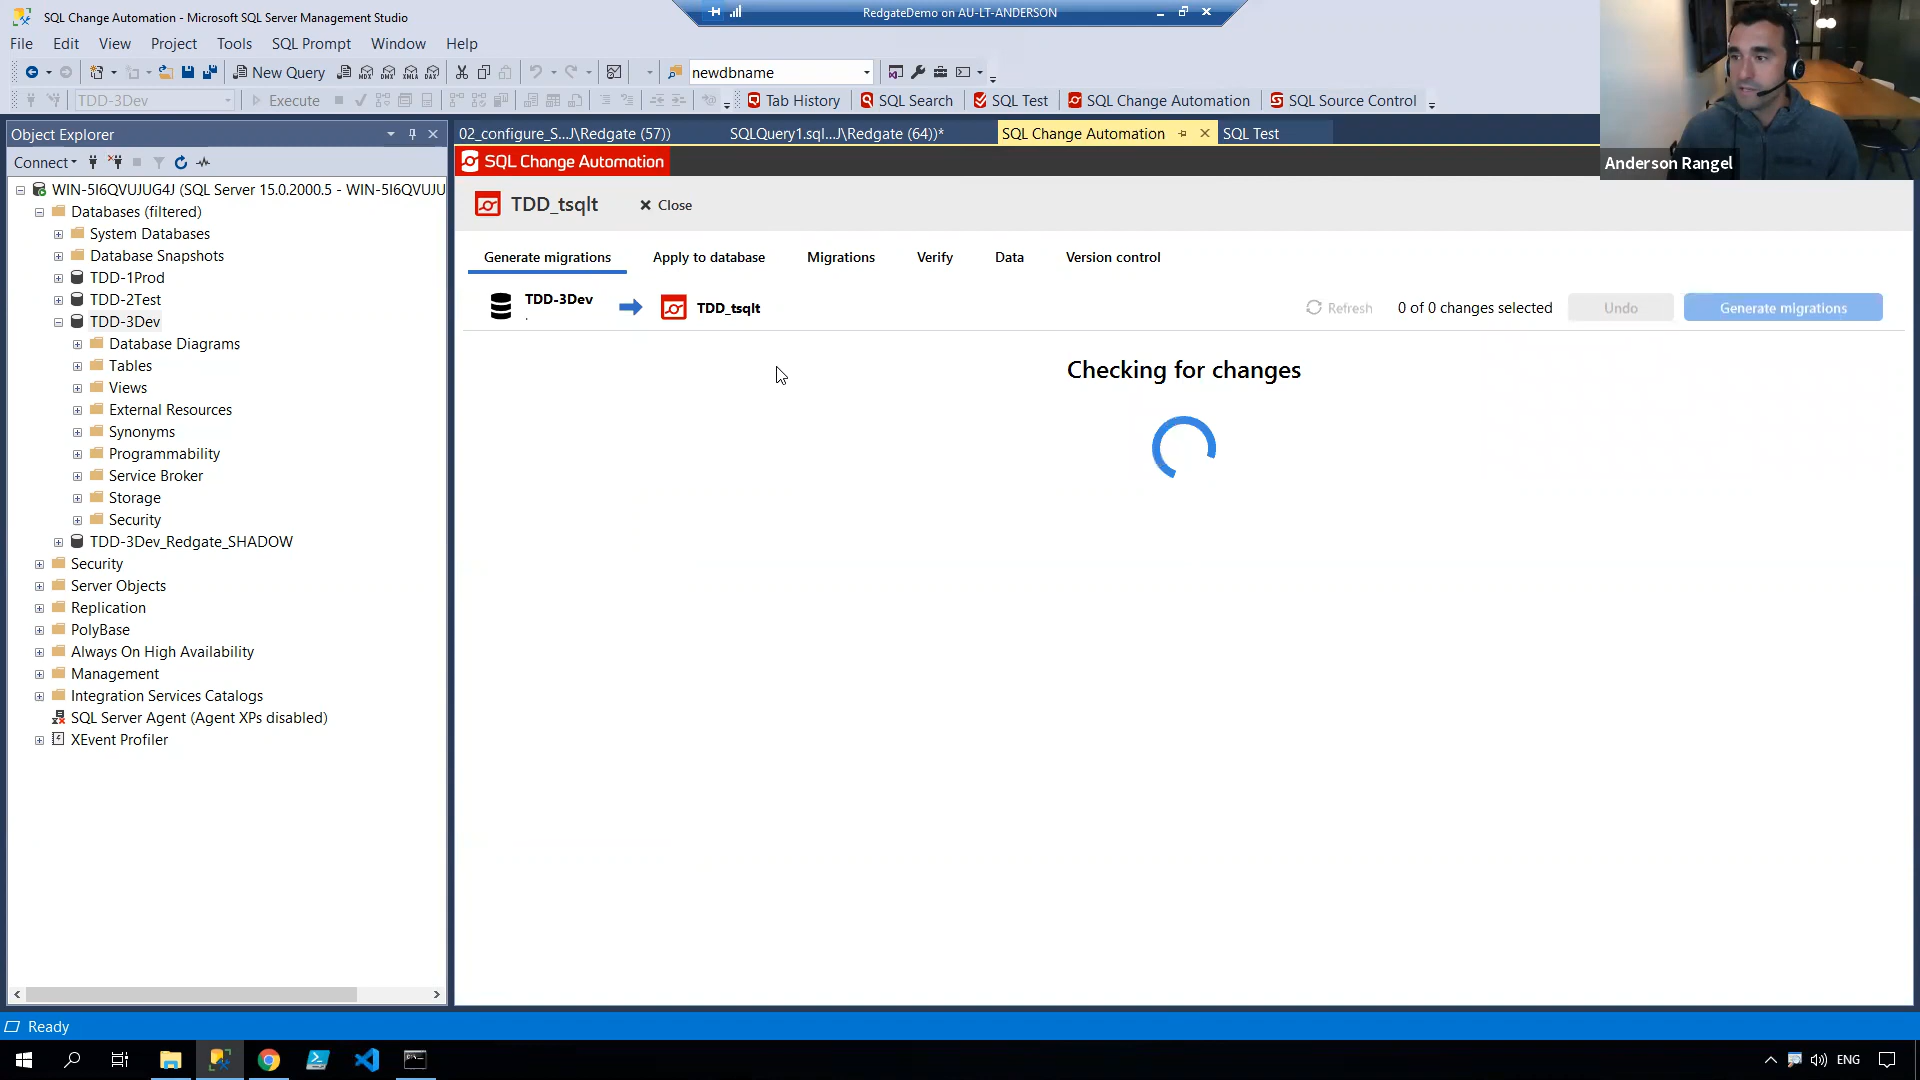 SQL Change Automation - Microsoft SQL Server Management Studio
RedgateDemo on AU-LT-ANDERSON
File Edit View Project Tools SQL Prompt Window Help
New Query
newdbname
TDD-3Dev
Execute
Tab History
SQL Search
SQL Test
SQL Change Automation
SQL Source Control
Anderson Rangel
Object Explorer
Connect
WIN-5I6QVUJUG4J (SQL Server 15.0.2000.5 - WIN-5I6QVUJU
Databases (filtered)
System Databases
Database Snapshots
TDD-1Prod
TDD-2Test
TDD-3Dev
Database Diagrams
Tables
Views
External Resources
Synonyms
Programmability
Service Broker
Storage
Security
TDD-3Dev_Redgate_SHADOW
Security
Server Objects
Replication
PolyBase
Always On High Availability
Management
Integration Services Catalogs
SQL Server Agent (Agent XPs disabled)
XEvent Profiler
02_configure_S...J\Redgate (57))
SQLQuery1.sql...J\Redgate (64))*
SQL Change Automation
SQL Test
SQL Change Automation
TDD_tsqlt
Close
Generate migrations
Apply to database
Migrations
Verify
Data
Version control
TDD-3Dev
.
TDD_tsqlt
Refresh
0 of 0 changes selected
Undo
Generate migrations
Checking for changes
Ready
ENG